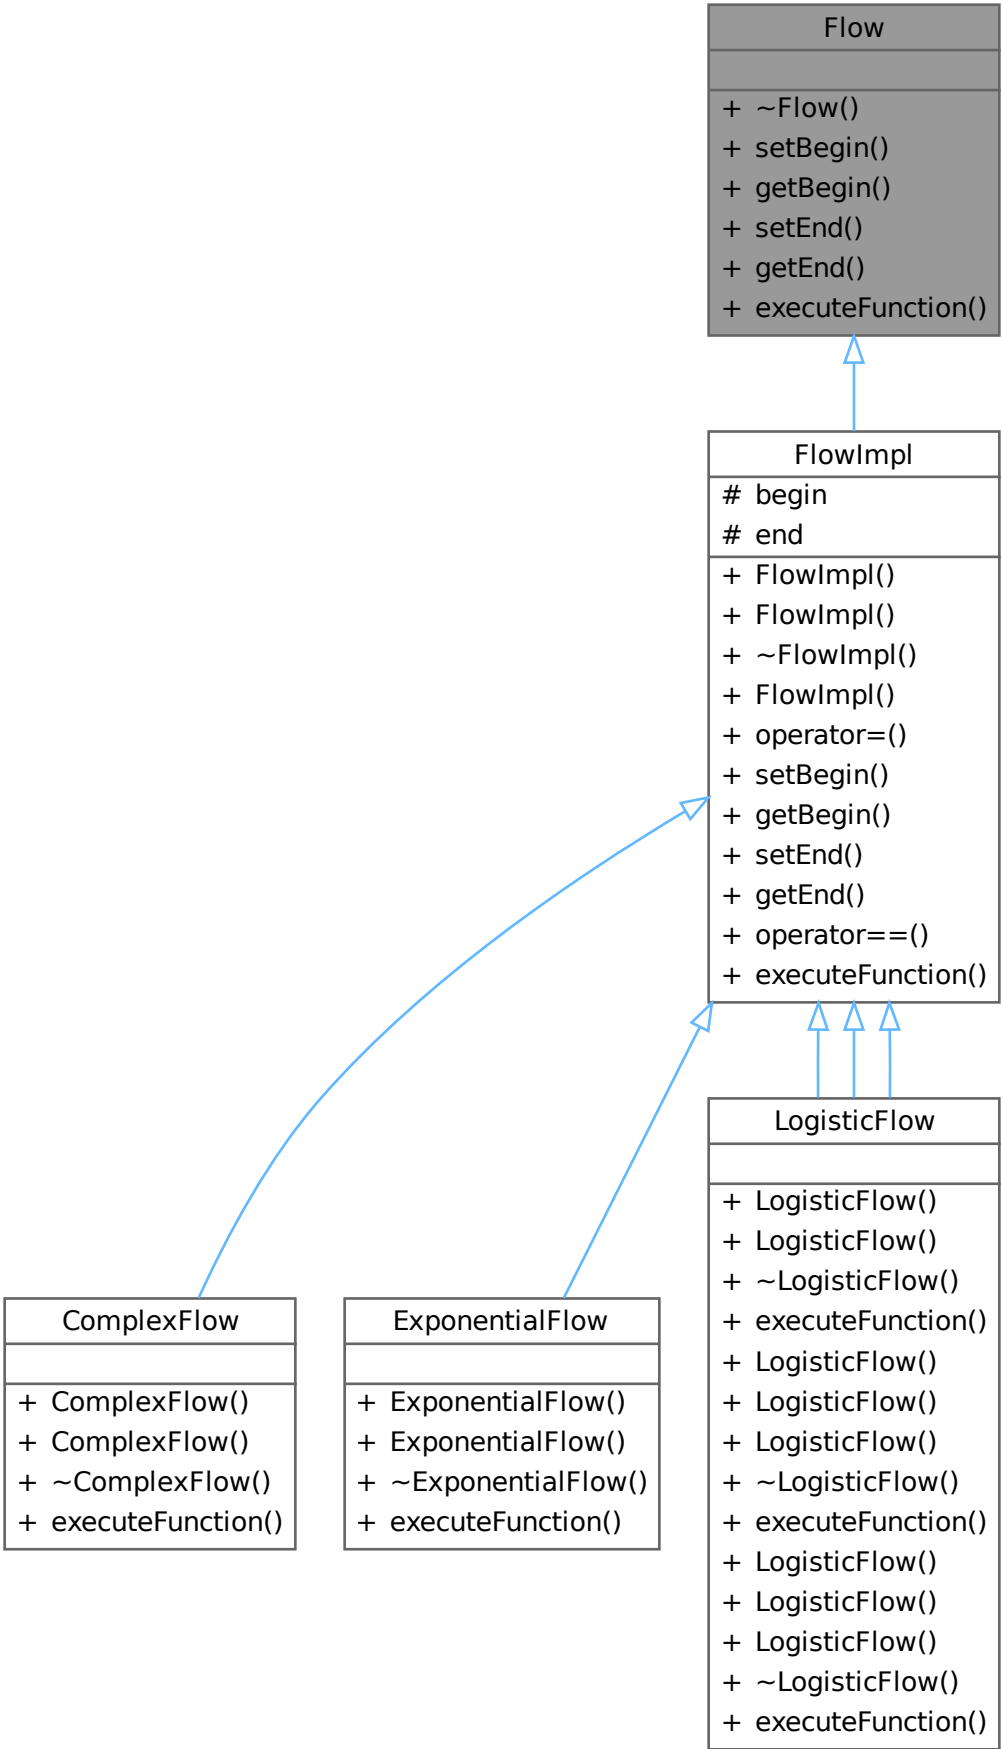 Flow
+ ~Flow()
+ setBegin()
+ getBegin()
+ setEnd()
+ getEnd()
+ executeFunction()
FlowImpl
# begin
# end
+ FlowImpl()
+ FlowImpl()
+ ~FlowImpl()
+ FlowImpl()
+ operator=()
+ setBegin()
+ getBegin()
+ setEnd()
+ getEnd()
+ operator==()
+ executeFunction()
ComplexFlow
+ ComplexFlow()
+ ComplexFlow()
+ ~ComplexFlow()
+ executeFunction()
ExponentialFlow
+ ExponentialFlow()
+ ExponentialFlow()
+ ~ExponentialFlow()
+ executeFunction()
LogisticFlow
+ LogisticFlow()
+ LogisticFlow()
+ ~LogisticFlow()
+ executeFunction()
+ LogisticFlow()
+ LogisticFlow()
+ LogisticFlow()
+ ~LogisticFlow()
+ executeFunction()
+ LogisticFlow()
+ LogisticFlow()
+ LogisticFlow()
+ ~LogisticFlow()
+ executeFunction()